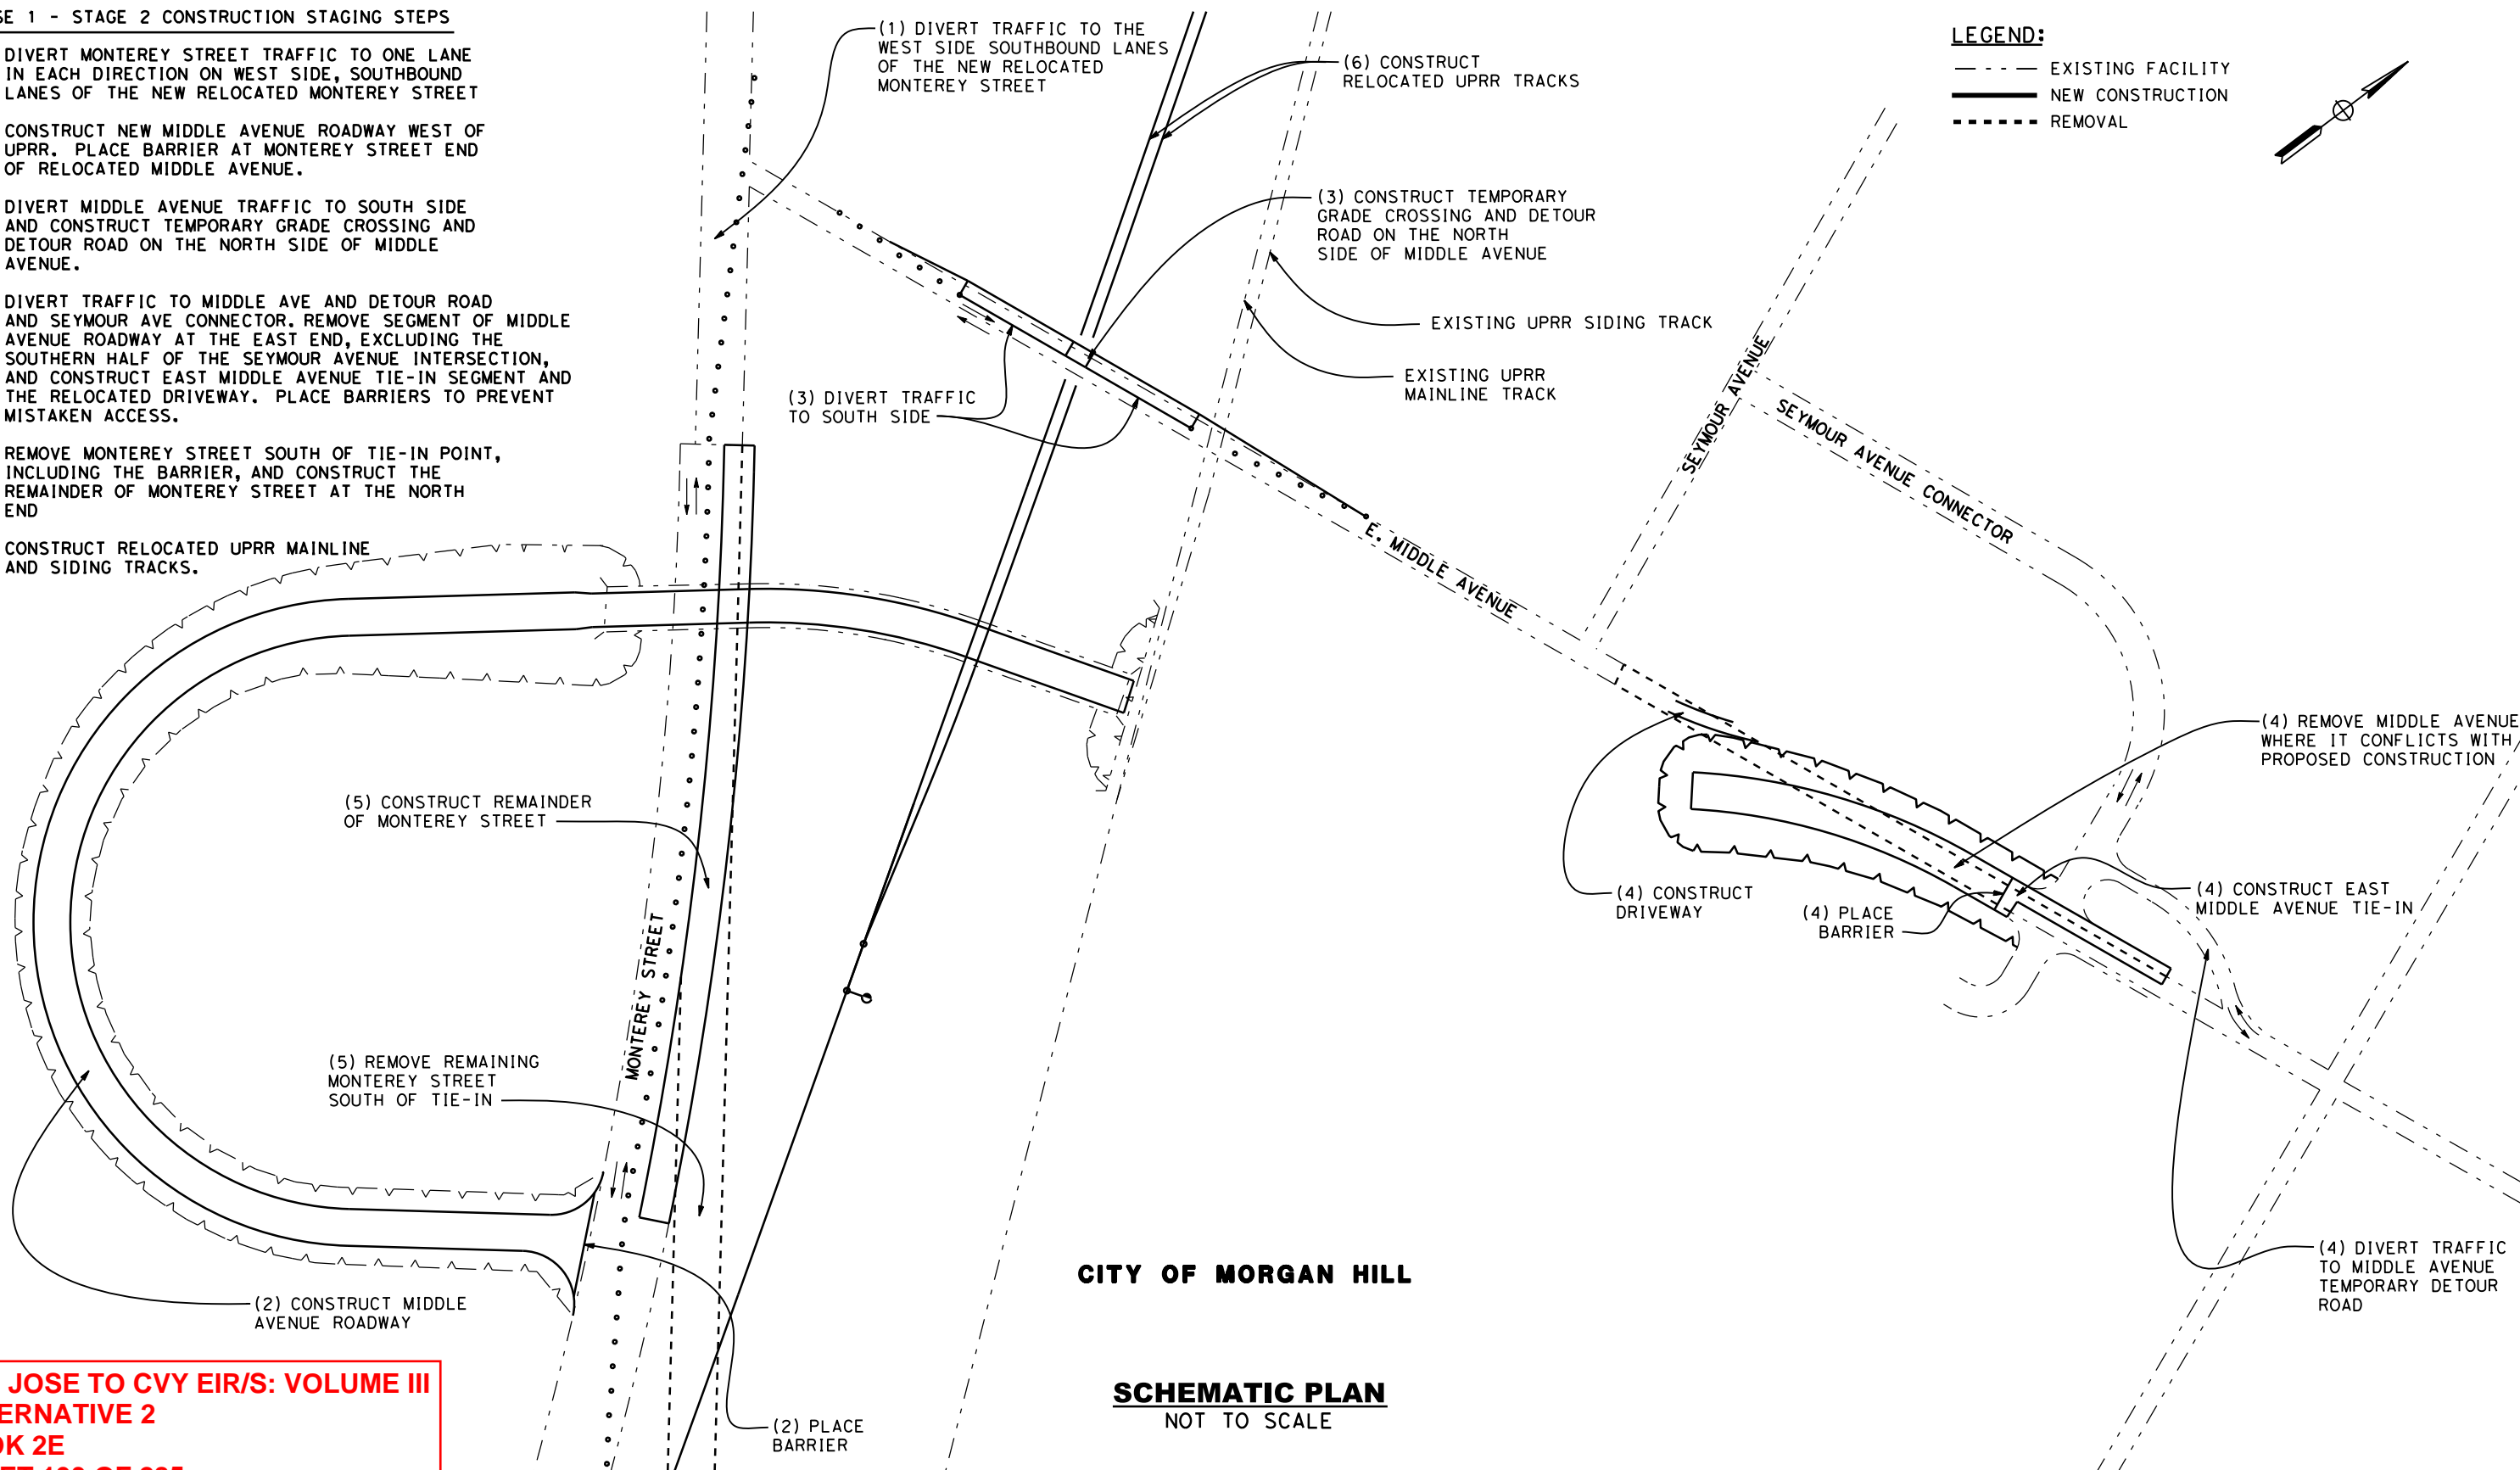 1 - STAGE 2 CONSTRUCTION STAGING STEPS
DIVERT MONTEREY STREET TRAFFIC TO ONE LANE
IN EACH DIRECTION ON WEST SIDE, SOUTHBOUND
LANES OF THE NEW RELOCATED MONTEREY STREET
CONSTRUCT NEW MIDDLE AVENUE ROADWAY WEST OF
UPRR. PLACE BARRIER AT MONTEREY STREET END
OF RELOCATED MIDDLE AVENUE.
DIVERT MIDDLE AVENUE TRAFFIC TO SOUTH SIDE
AND CONSTRUCT TEMPORARY GRADE CROSSING AND
DETOUR ROAD ON THE NORTH SIDE OF MIDDLE
AVENUE.
DIVERT TRAFFIC TO MIDDLE AVE AND DETOUR ROAD
AND SEYMOUR AVE CONNECTOR. REMOVE SEGMENT OF MIDDLE
AVENUE ROADWAY AT THE EAST END, EXCLUDING THE
SOUTHERN HALF OF THE SEYMOUR AVENUE INTERSECTION,
AND CONSTRUCT EAST MIDDLE AVENUE TIE-IN SEGMENT AND
THE RELOCATED DRIVEWAY. PLACE BARRIERS TO PREVENT
MISTAKEN ACCESS.
REMOVE MONTEREY STREET SOUTH OF TIE-IN POINT,
INCLUDING THE BARRIER, AND CONSTRUCT THE
REMAINDER OF MONTEREY STREET AT THE NORTH
END
CONSTRUCT RELOCATED UPRR MAINLINE
AND SIDING TRACKS.
(1) DIVERT TRAFFIC TO THE
WEST SIDE SOUTHBOUND LANES
OF THE NEW RELOCATED
MONTEREY STREET
(6) CONSTRUCT
RELOCATED UPRR TRACKS
LEGEND:
EXISTING FACILITY
NEW CONSTRUCTION
REMOVAL
(3) CONSTRUCT TEMPORARY
GRADE CROSSING AND DETOUR
ROAD ON THE NORTH
SIDE OF MIDDLE AVENUE
EXISTING UPRR SIDING TRACK
EXISTING UPRR
MAINLINE TRACK
(3) DIVERT TRAFFIC
TO SOUTH SIDE
SEYMOUR AVENUE
SEYMOUR AVENUE CONNECTOR
E. MIDDLE AVENUE
(4) REMOVE MIDDLE AVENUE
WHERE IT CONFLICTS WITH
PROPOSED CONSTRUCTION
(5) CONSTRUCT REMAINDER
OF MONTEREY STREET
(4) CONSTRUCT
DRIVEWAY
(4) PLACE
BARRIER
(4) CONSTRUCT EAST
MIDDLE AVENUE TIE-IN
MONTEREY STREET
(5) REMOVE REMAINING
MONTEREY STREET
SOUTH OF TIE-IN
(4) DIVERT TRAFFIC
TO MIDDLE AVENUE
TEMPORARY DETOUR
ROAD
CITY OF MORGAN HILL
(2) CONSTRUCT MIDDLE
AVENUE ROADWAY
(2) PLACE
BARRIER
SCHEMATIC PLAN
NOT TO SCALE
JOSE TO CVY EIR/S: VOLUME III
ERNATIVE 2
2E